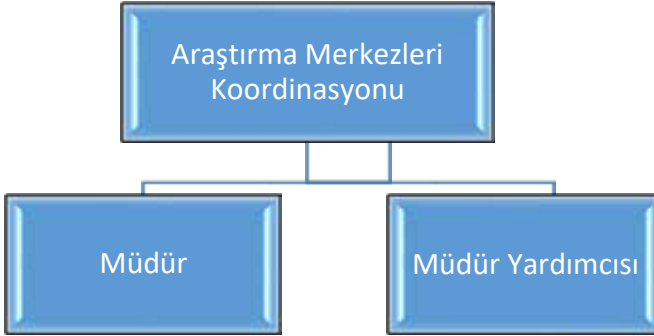 Araştırma Merkezleri
Koordinasyonu
Müdür
Müdür Yardımcısı